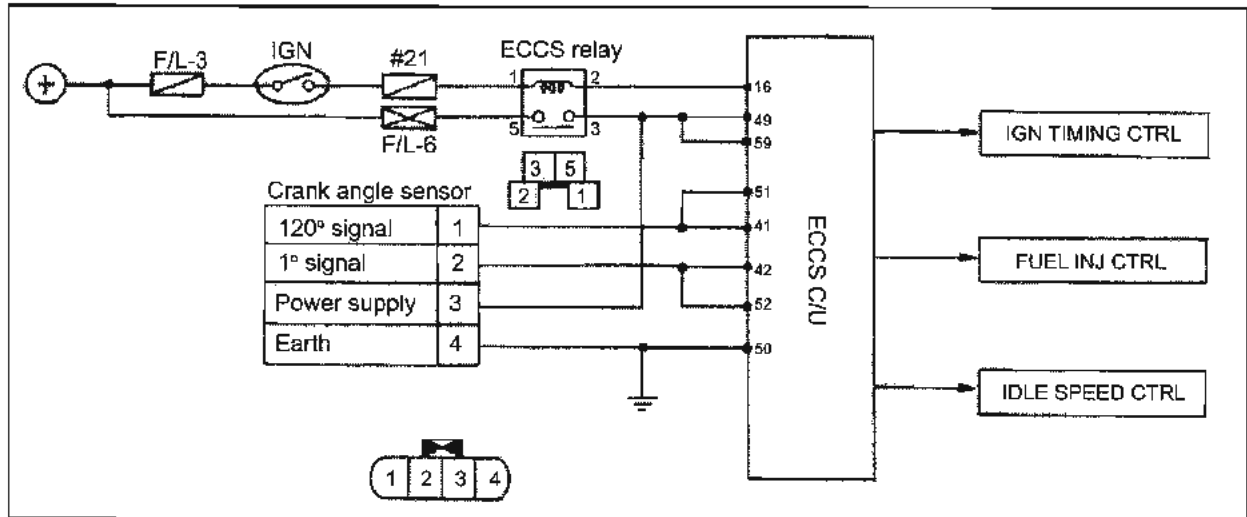 F/L-3
IGN
#21
ECCS relay
1
2
16
+
5
3
49
F/L-6
59
3 5
2 1
Crank angle sensor
51
120° signal 1
41
1° signal 2
42
Power supply 3
52
Earth 4
50
ECCS C/U
IGN TIMING CTRL
FUEL INJ CTRL
IDLE SPEED CTRL
1 2 3 4